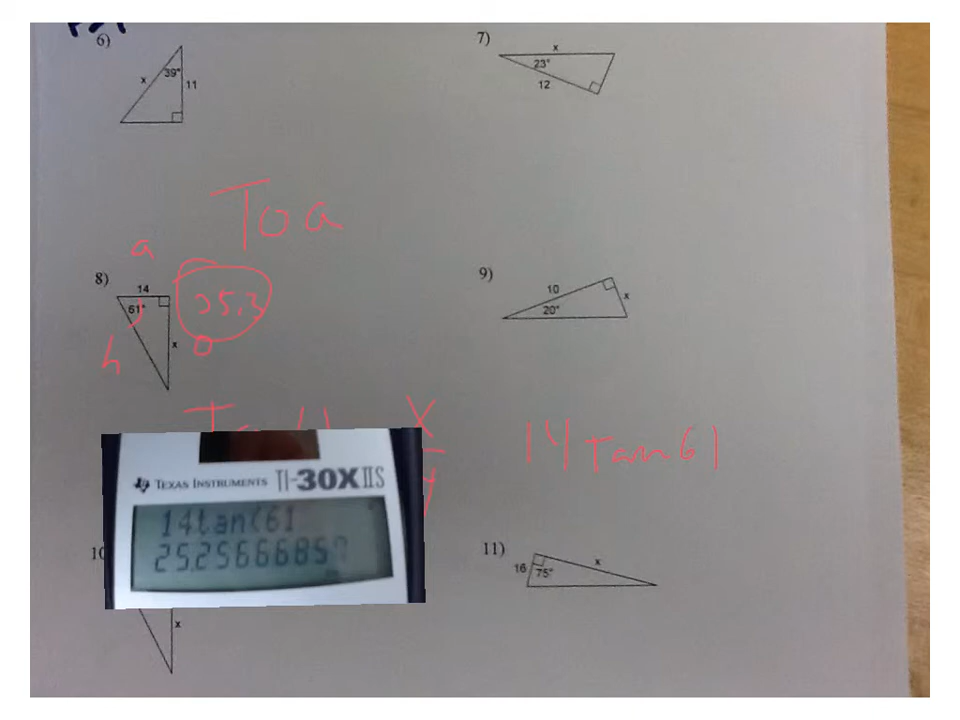 6)
39°
x
11
7)
x
23°
12
Toa
a
8)
14
25.3
61°
x
o
h
9)
10
20°
x
x
14 Tan 61
TEXAS INSTRUMENTS TI-30X IIS
14tan(61
25.25666859
10
x
11)
16
75°
x